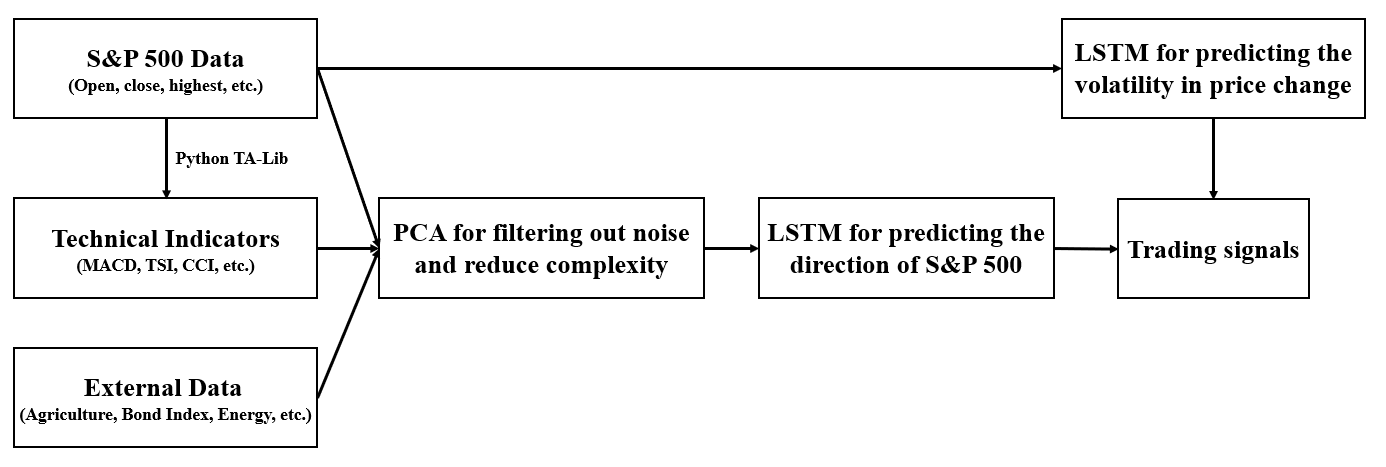 S&P 500 Data
(Open, close, highest, etc.)
LSTM for predicting the
volatility in price change
Python TA-Lib
Technical Indicators
(MACD, TSI, CCI, etc.)
PCA for filtering out noise
and reduce complexity
LSTM for predicting the
direction of S&P 500
Trading signals
External Data
(Agriculture, Bond Index, Energy, etc.)